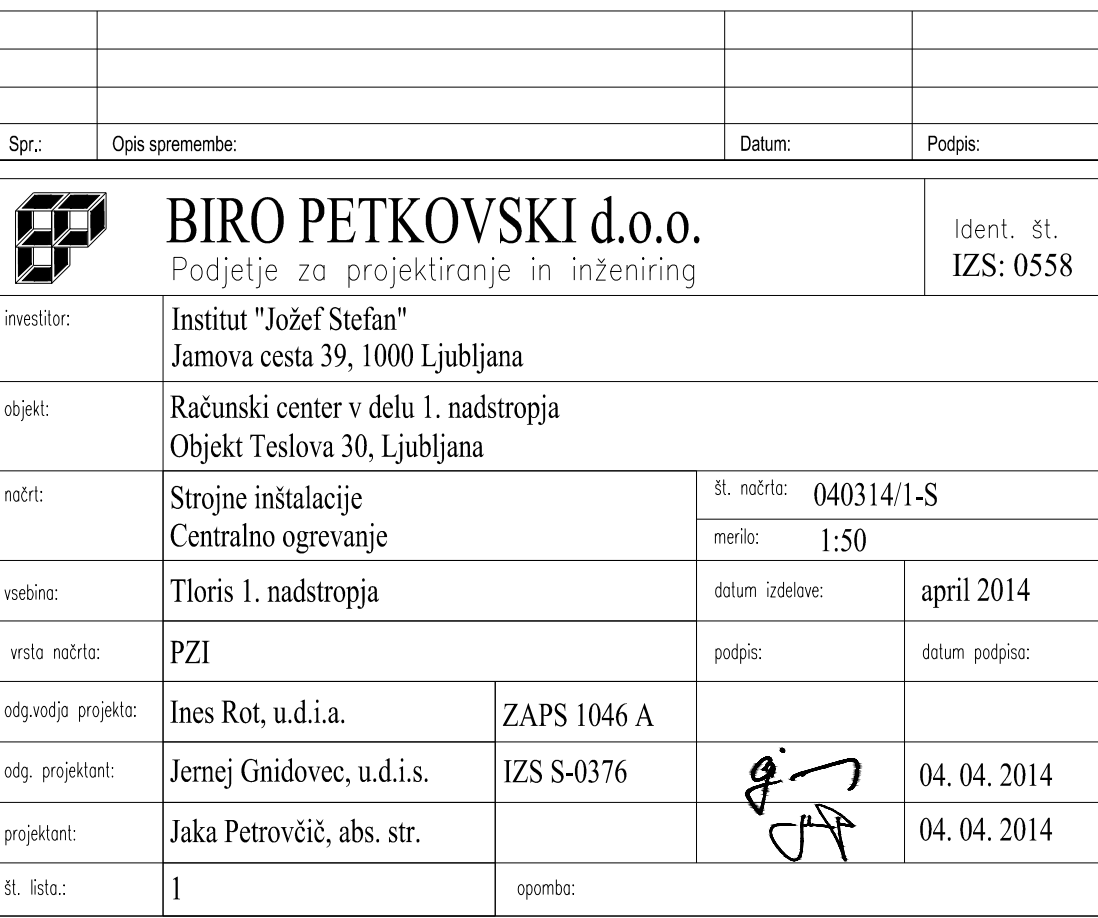 Spr.: Opis spremembe: Datum: Podpis:
BIRO PETKOVSKI d.o.o.
Podjetje za projektiranje in inženiring
Ident. št.
IZS: 0558
investitor: Institut "Jožef Stefan"
Jamova cesta 39, 1000 Ljubljana
objekt: Računski center v delu 1. nadstropja
Objekt Teslova 30, Ljubljana
načrt: Strojne inštalacije
Centralno ogrevanje
št. načrta: 040314/1-S
merilo: 1:50
vsebina: Tloris 1. nadstropja datum izdelave: april 2014
vrsta načrta: PZI podpis: datum podpisa:
odg.vodja projekta: Ines Rot, u.d.i.a. ZAPS 1046 A
odg. projektant: Jernej Gnidovec, u.d.i.s. IZS S-0376 04. 04. 2014
projektant: Jaka Petrovčič, abs. str. 04. 04. 2014
št. lista.: 1 opomba: